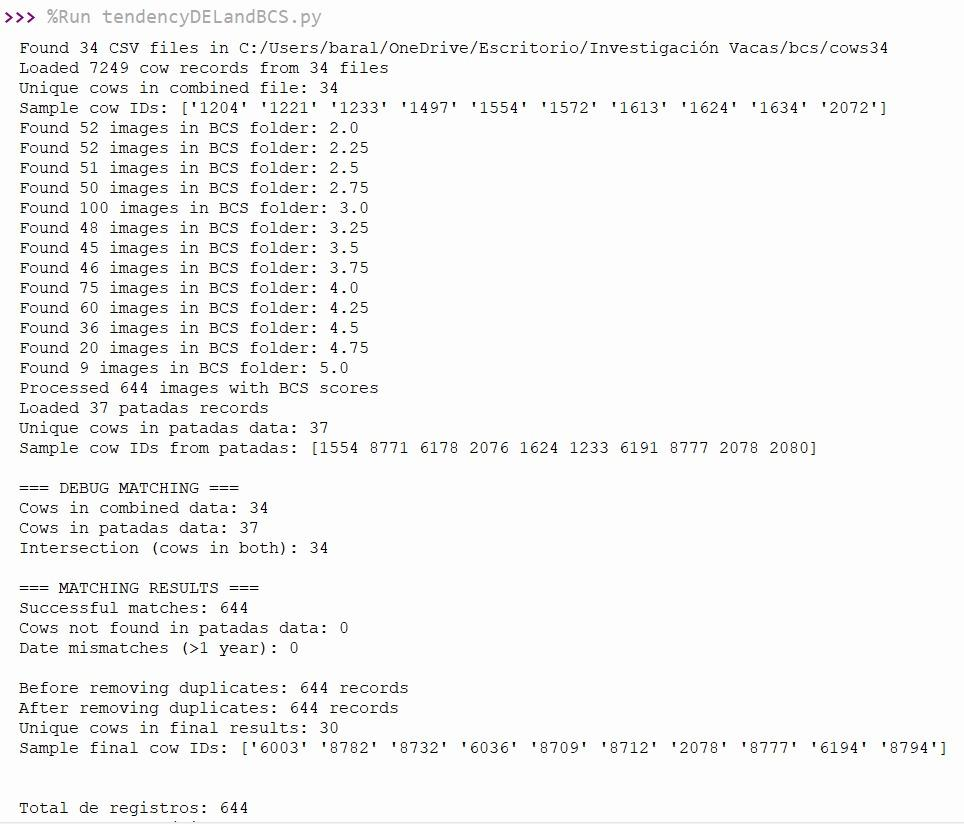 >>> %Run tendencyDELandBCS.py
Found 34 CSV files in C:/Users/baral/OneDrive/Escritorio/Investigación Vacas/bcs/cows34
Loaded 7249 cow records from 34 files
Unique cows in combined file: 34
Sample cow IDs: ['1204' '1221' '1233' '1497' '1554' '1572' '1613' '1624' '1634' '2072']
Found 52 images in BCS folder: 2.0
Found 52 images in BCS folder: 2.25
Found 51 images in BCS folder: 2.5
Found 50 images in BCS folder: 2.75
Found 100 images in BCS folder: 3.0
Found 48 images in BCS folder: 3.25
Found 45 images in BCS folder: 3.5
Found 46 images in BCS folder: 3.75
Found 75 images in BCS folder: 4.0
Found 60 images in BCS folder: 4.25
Found 36 images in BCS folder: 4.5
Found 20 images in BCS folder: 4.75
Found 9 images in BCS folder: 5.0
Processed 644 images with BCS scores
Loaded 37 patadas records
Unique cows in patadas data: 37
Sample cow IDs from patadas: [1554 8771 6178 2076 1624 1233 6191 8777 2078 2080]
=== DEBUG MATCHING ===
Cows in combined data: 34
Cows in patadas data: 37
Intersection (cows in both): 34
=== MATCHING RESULTS ===
Successful matches: 644
Cows not found in patadas data: 0
Date mismatches (>1 year): 0
Before removing duplicates: 644 records
After removing duplicates: 644 records
Unique cows in final results: 30
Sample final cow IDs: ['6003' '8782' '8732' '6036' '8709' '8712' '2078' '8777' '6194' '8794']
Total de registros: 644